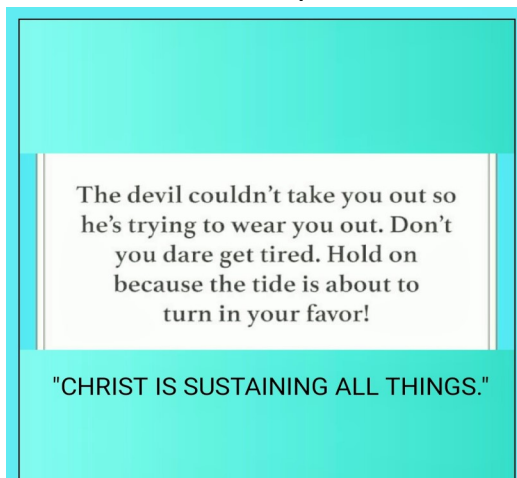 The devil couldn't take you out so
he's trying to wear you out. Don't
you dare get tired. Hold on
because the tide is about to
turn in your favor!
"CHRIST IS SUSTAINING ALL THINGS."